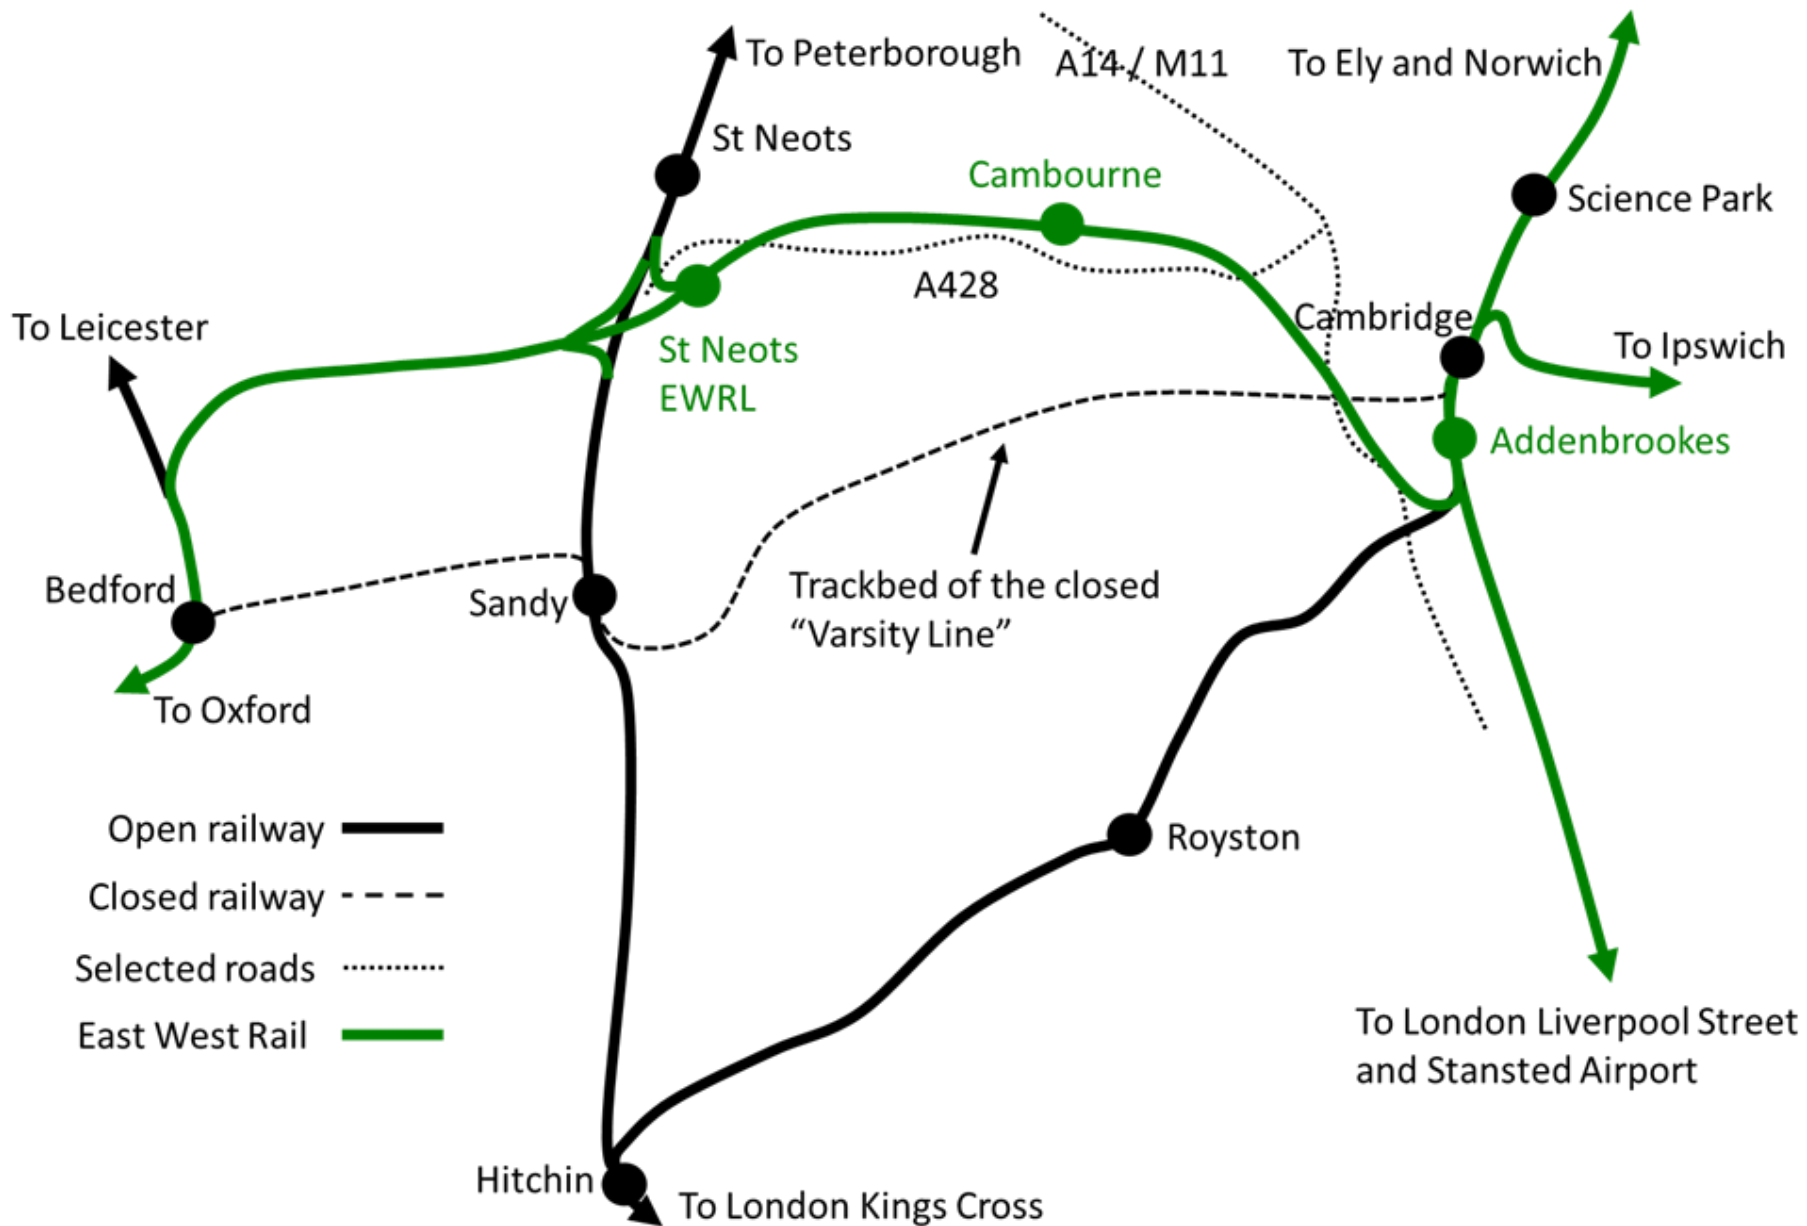 To Peterborough
A14 / M11
To Ely and Norwich
St Neots
Cambourne
Science Park
A428
To Leicester
Cambridge
St Neots
EWRL
To Ipswich
Addenbrookes
Bedford
Sandy
Trackbed of the closed
“Varsity Line”
To Oxford
Open railway
Royston
Closed railway
Selected roads
East West Rail
To London Liverpool Street
and Stansted Airport
Hitchin
To London Kings Cross